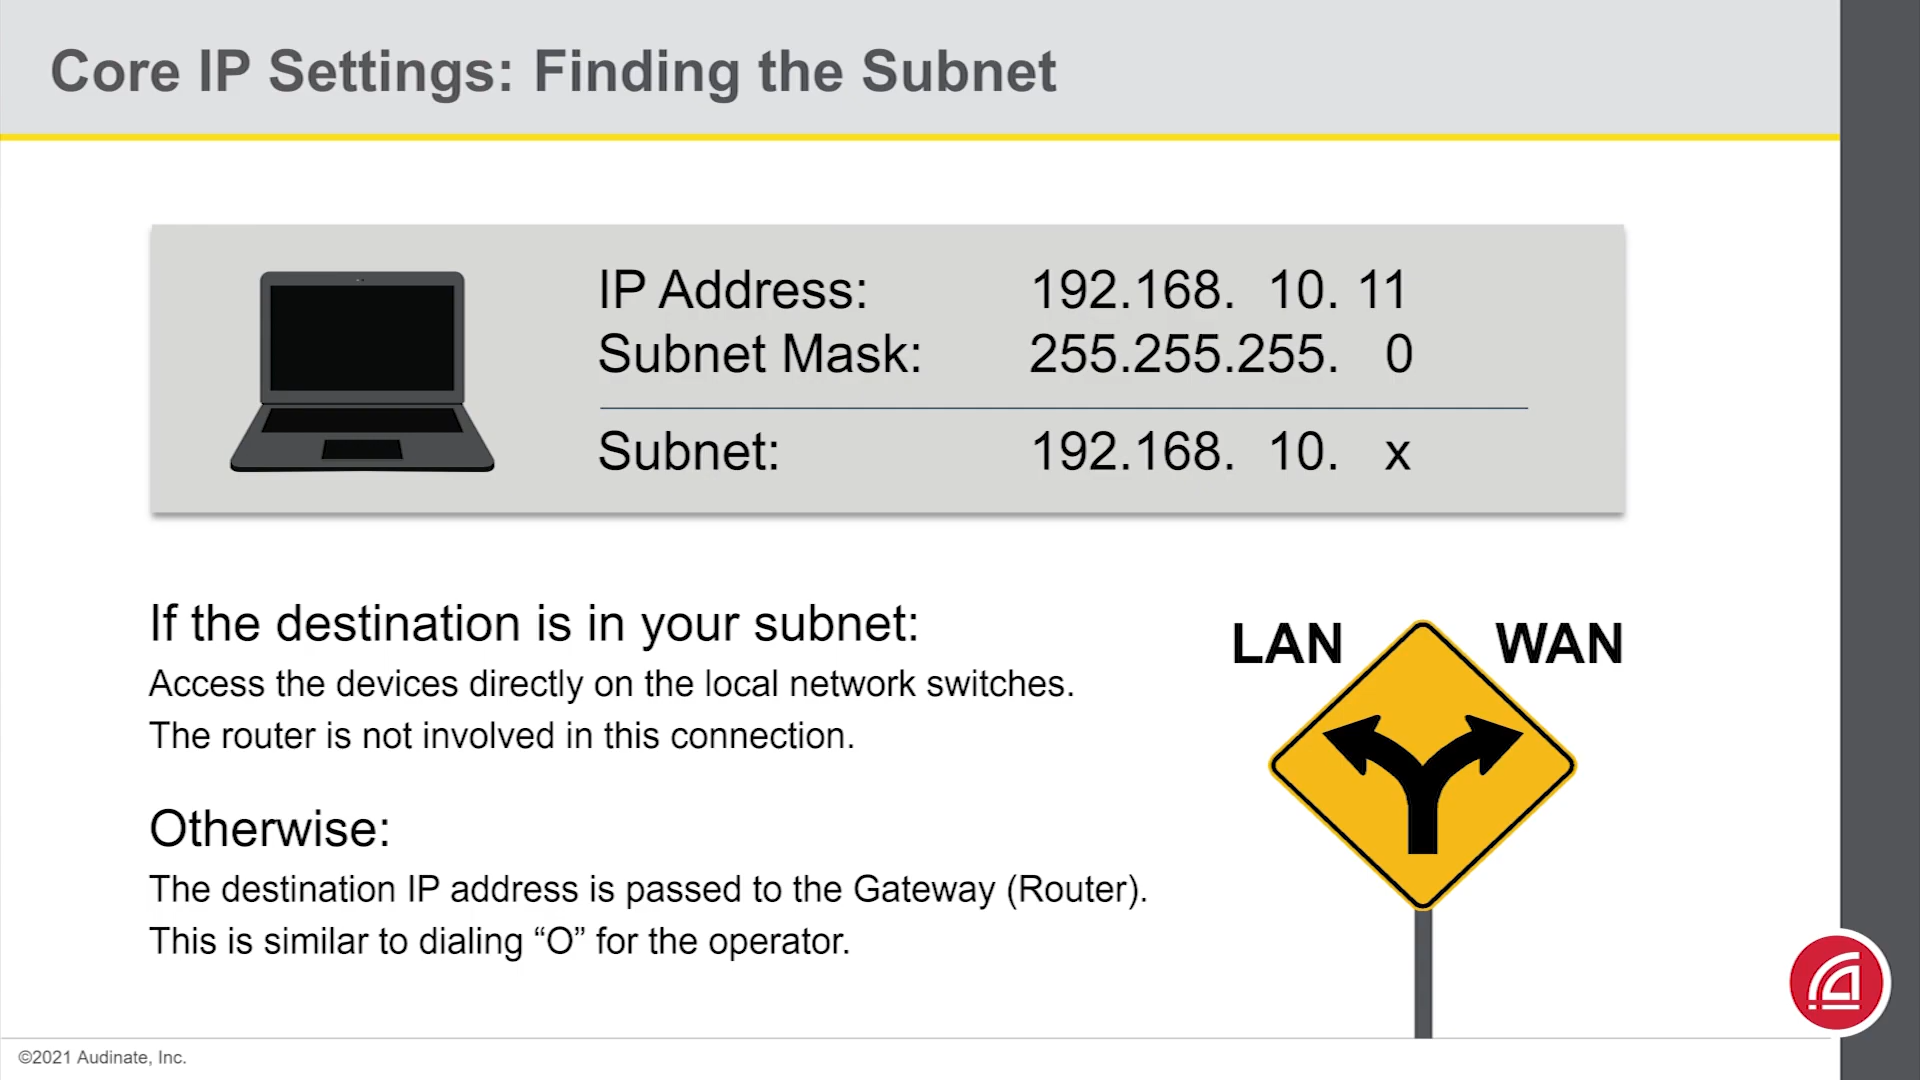 Core IP Settings: Finding the Subnet
IP Address: 192.168. 10. 11
Subnet Mask: 255.255.255. 0
Subnet: 192.168. 10. x
If the destination is in your subnet:
Access the devices directly on the local network switches.
The router is not involved in this connection.
Otherwise:
The destination IP address is passed to the Gateway (Router).
This is similar to dialing “O” for the operator.
LAN WAN
©2021 Audinate, Inc.